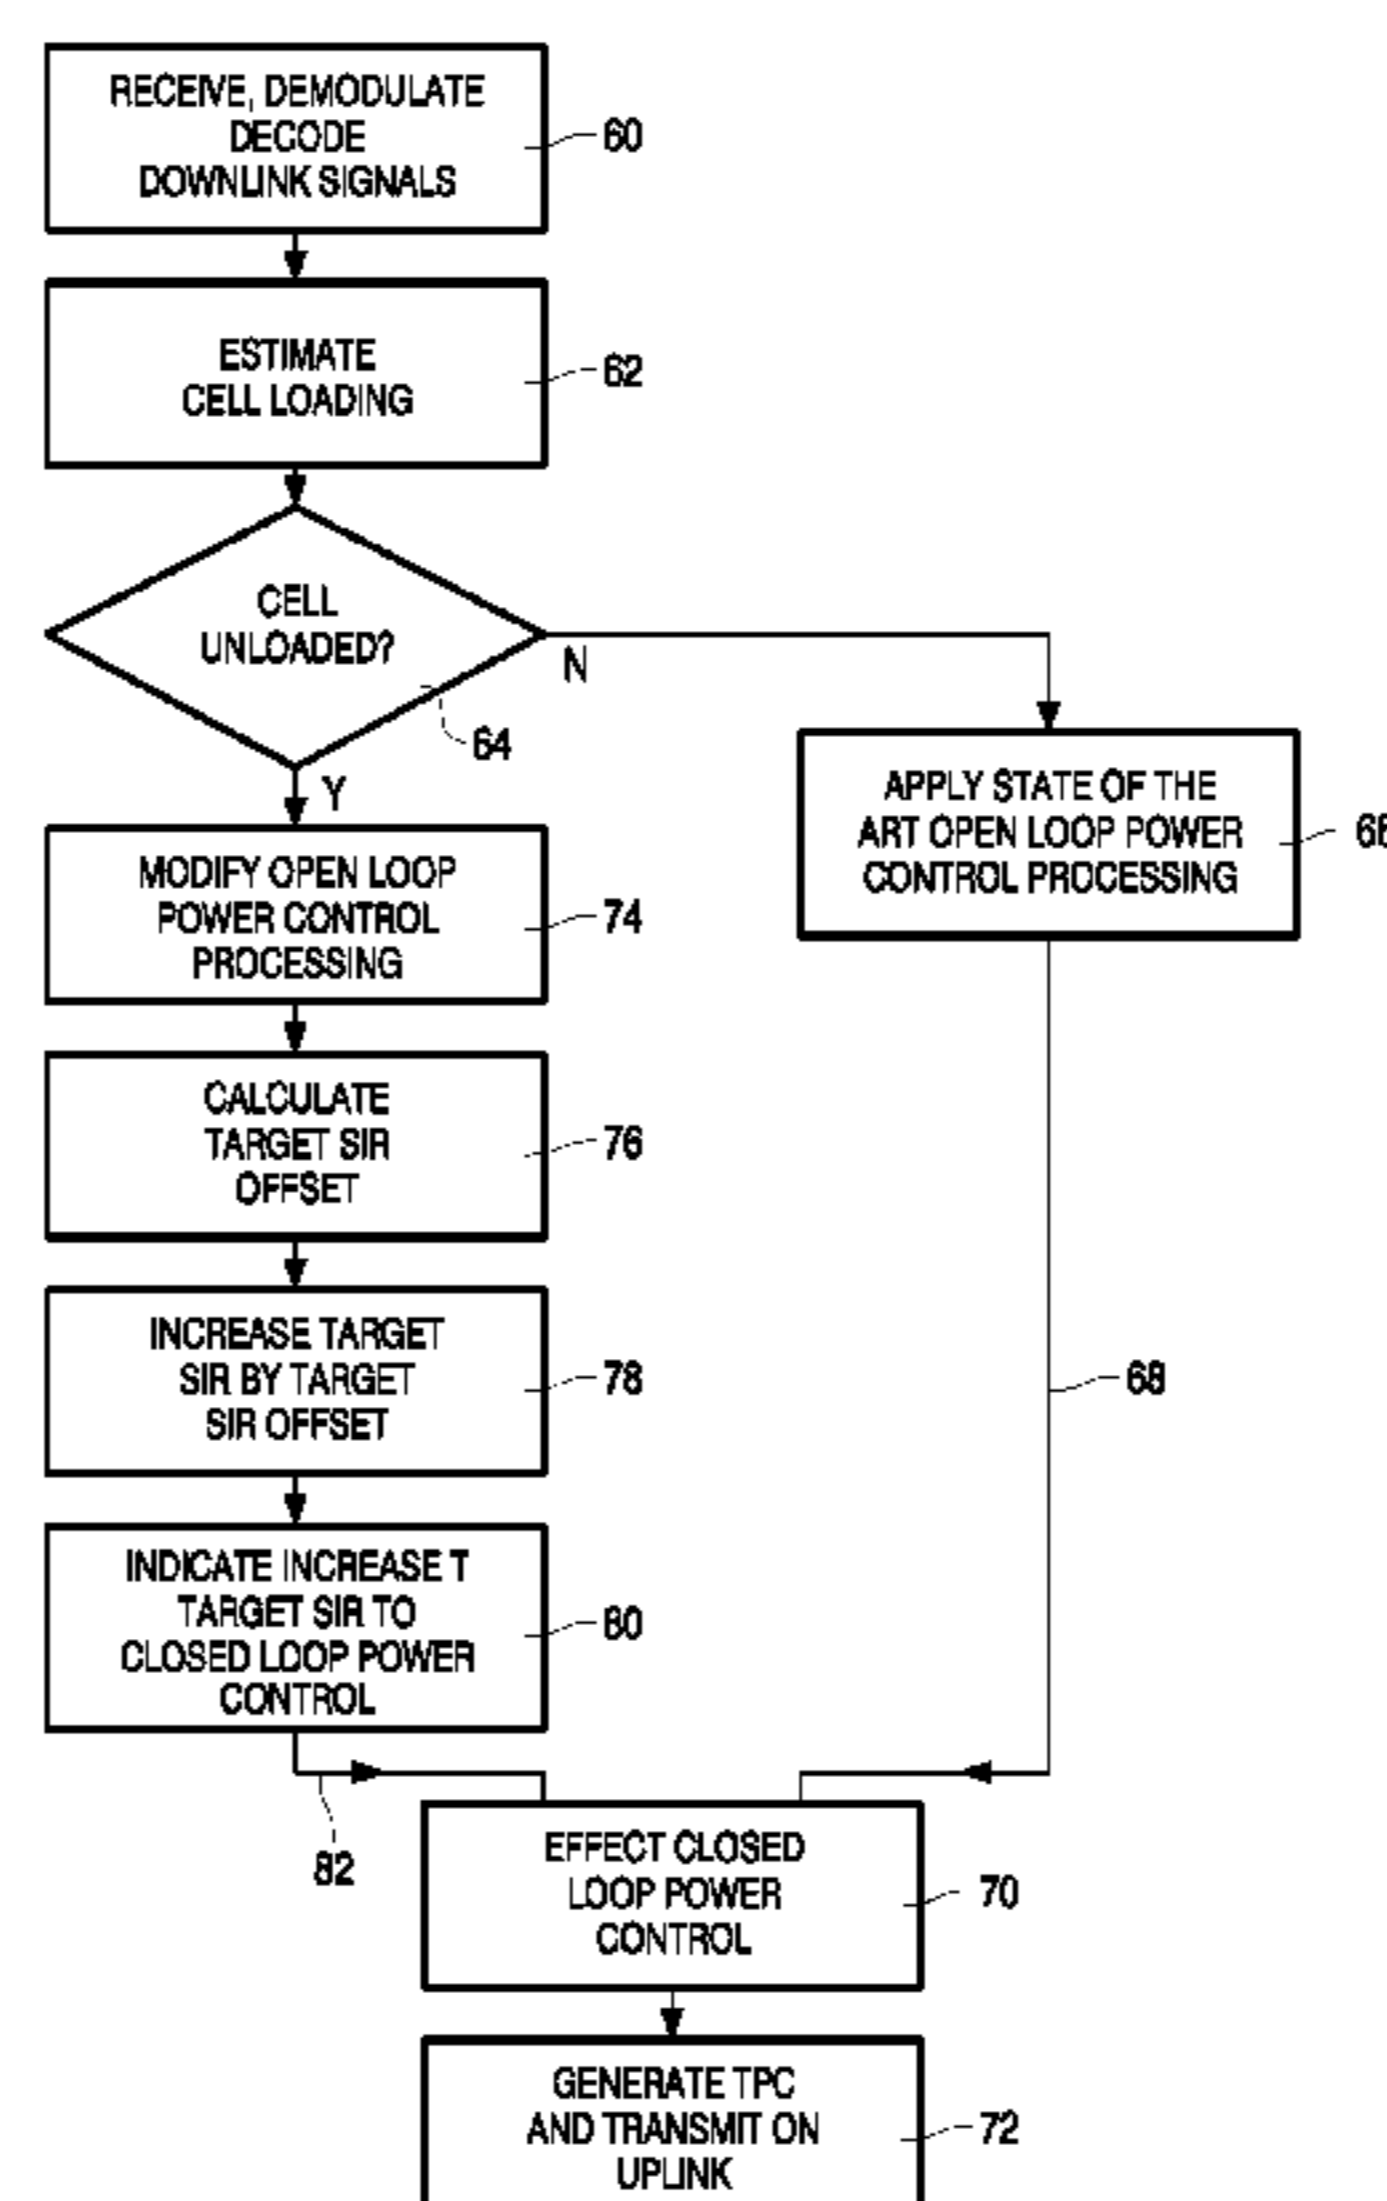 RECEIVE, DEMODULATE
DECODE
DOWNLINK SIGNALS
60
ESTIMATE
CELL LOADING
62
CELL
UNLOADED?
N
64
Y
APPLY STATE OF THE
ART OPEN LOOP POWER
CONTROL PROCESSING
MODIFY OPEN LOOP
POWER CONTROL
PROCESSING
74
CALCULATE
TARGET SIR
OFFSET
76
INCREASE TARGET
SIR BY TARGET
SIR OFFSET
78
68
INDICATE INCREASE T
TARGET SIR TO
CLOSED LOOP POWER
CONTROL
80
82
EFFECT CLOSED
LOOP POWER
CONTROL
70
GENERATE TPC
AND TRANSMIT ON
UPLINK
72